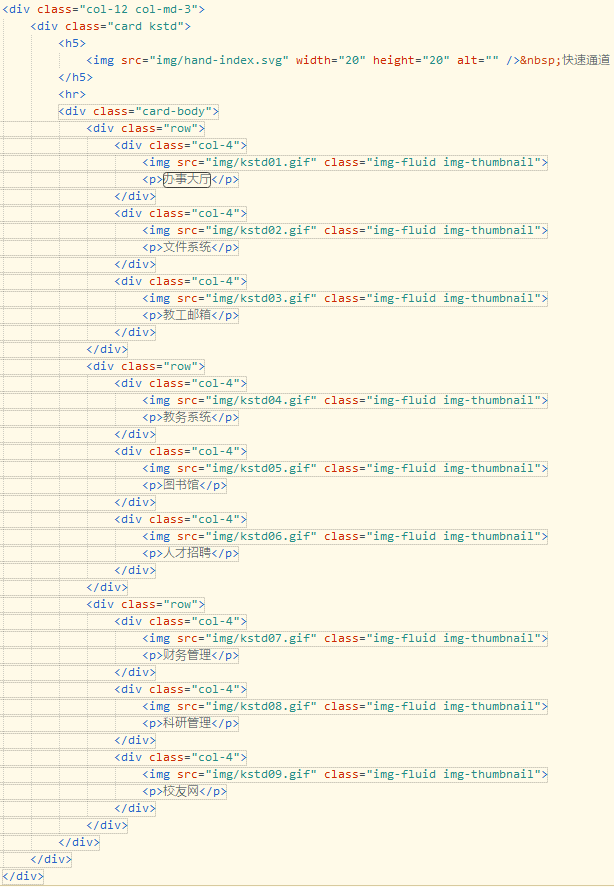 <div class="col-12 col-md-3">
<div class="card kstd">
<h5>
<img src="img/hand-index.svg" width="20" height="20" alt="" />&nbsp;快速通道
</h5>
<hr>
<div class="card-body">
<div class="row">
<div class="col-4">
<img src="img/kstd01.gif" class="img-fluid img-thumbnail">
<p>办事大厅</p>
</div>
<div class="col-4">
<img src="img/kstd02.gif" class="img-fluid img-thumbnail">
<p>文件系统</p>
</div>
<div class="col-4">
<img src="img/kstd03.gif" class="img-fluid img-thumbnail">
<p>教工邮箱</p>
</div>
</div>
<div class="row">
<div class="col-4">
<img src="img/kstd04.gif" class="img-fluid img-thumbnail">
<p>教务系统</p>
</div>
<div class="col-4">
<img src="img/kstd05.gif" class="img-fluid img-thumbnail">
<p>图书馆</p>
</div>
<div class="col-4">
<img src="img/kstd06.gif" class="img-fluid img-thumbnail">
<p>人才招聘</p>
</div>
</div>
<div class="row">
<div class="col-4">
<img src="img/kstd07.gif" class="img-fluid img-thumbnail">
<p>财务管理</p>
</div>
<div class="col-4">
<img src="img/kstd08.gif" class="img-fluid img-thumbnail">
<p>科研管理</p>
</div>
<div class="col-4">
<img src="img/kstd09.gif" class="img-fluid img-thumbnail">
<p>校友网</p>
</div>
</div>
</div>
</div>
</div>